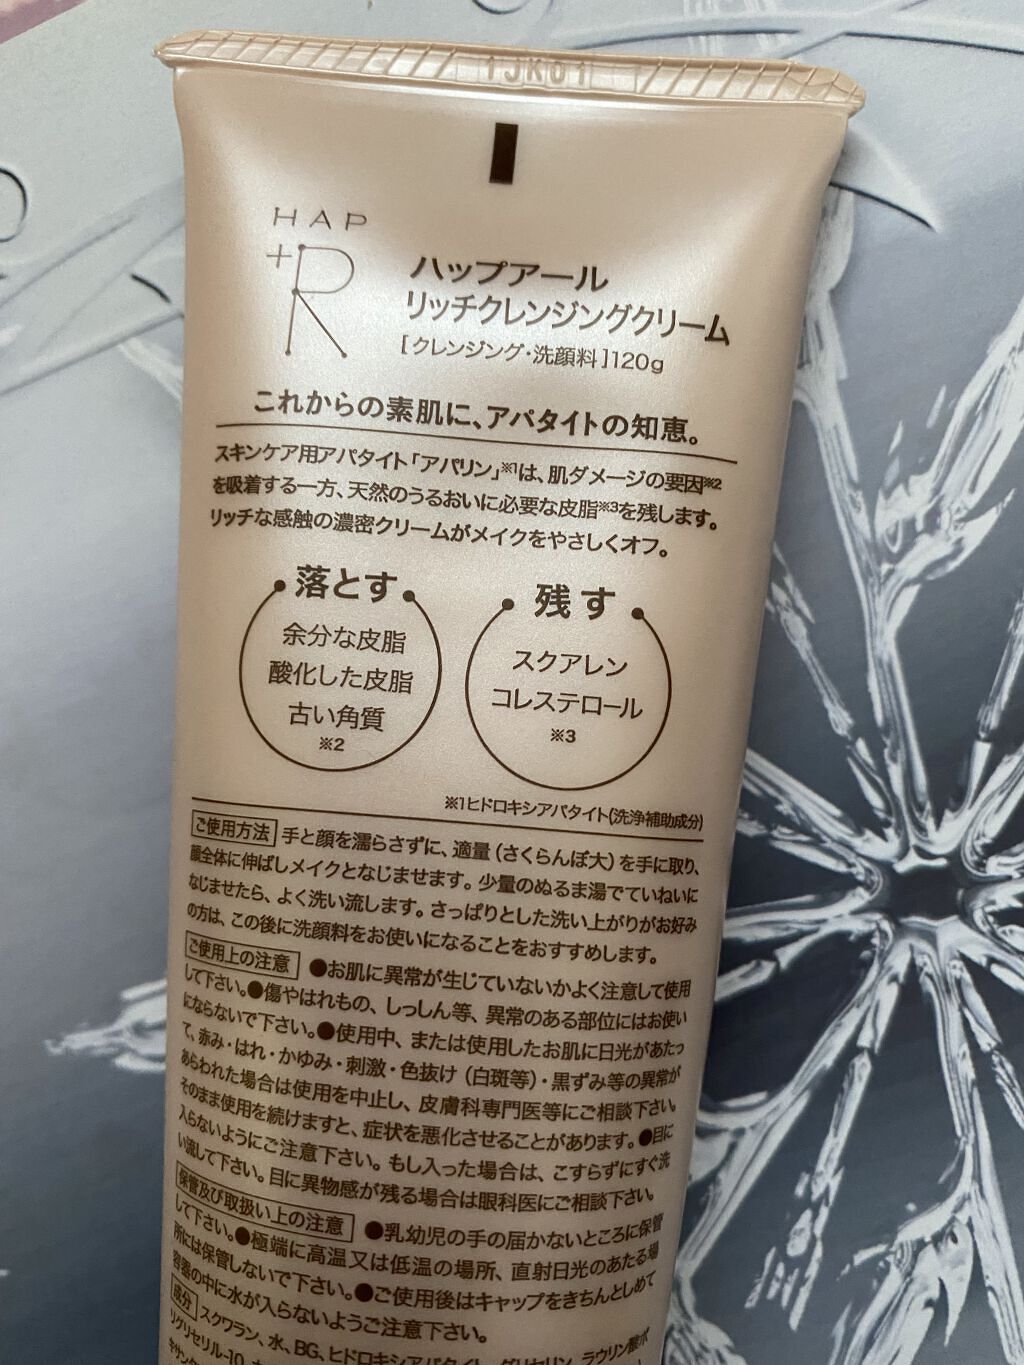 1JK01
HAP
+R
ハップアール
リッチクレンジングクリーム
[クレンジング・洗顔料]120g
これからの素肌に、アパタイトの知恵。
スキンケア用アパタイト「アパリン」※1は、肌ダメージの要因※2
を吸着する一方、天然のうるおいに必要な皮脂※3を残します。
リッチな感触の濃密クリームがメイクをやさしくオフ。
落とす
余分な皮脂
酸化した皮脂
古い角質
※2
残す
スクアレン
コレステロール
※3
※1ヒドロキシアパタイト(洗浄補助成分)
ご使用方法 手と顔を濡らさずに、適量(さくらんぼ大)を手に取り、
顔全体に伸ばしメイクとなじませます。少量のぬるま湯でていねいに
なじませたら、よく洗い流します。さっぱりとした洗い上がりがお好み
の方は、この後に洗顔料をお使いになることをおすすめします。
ご使用上の注意 ●お肌に異常が生じていないかよく注意して使用
して下さい。●傷やはれもの、しっしん等、異常のある部位にはお使い
にならないで下さい。●使用中、または使用したお肌に日光があたっ
て、赤み・はれ・かゆみ・刺激・色抜け(白斑等)・黒ずみ等の異常が
あらわれた場合は使用を中止し、皮膚科専門医等にご相談下さい。
そのまま使用を続けますと、症状を悪化させることがあります。●目に
入らないようにご注意下さい。もし入った場合は、こすらずにすぐ洗
い流して下さい。目に異物感が残る場合は眼科医にご相談下さい。
保管及び取扱い上の注意 ●乳幼児の手の届かないところに保管
して下さい。●極端に高温又は低温の場所、直射日光のあたる場
所には保管しないで下さい。●ご使用後はキャップをきちんとしめて
容器の中に水が入らないようご注意下さい。
成分 スクワラン、水、BG、ヒドロキシアパタイト、グリセリン、ラウリン酸ポ
リグリセリル-10、